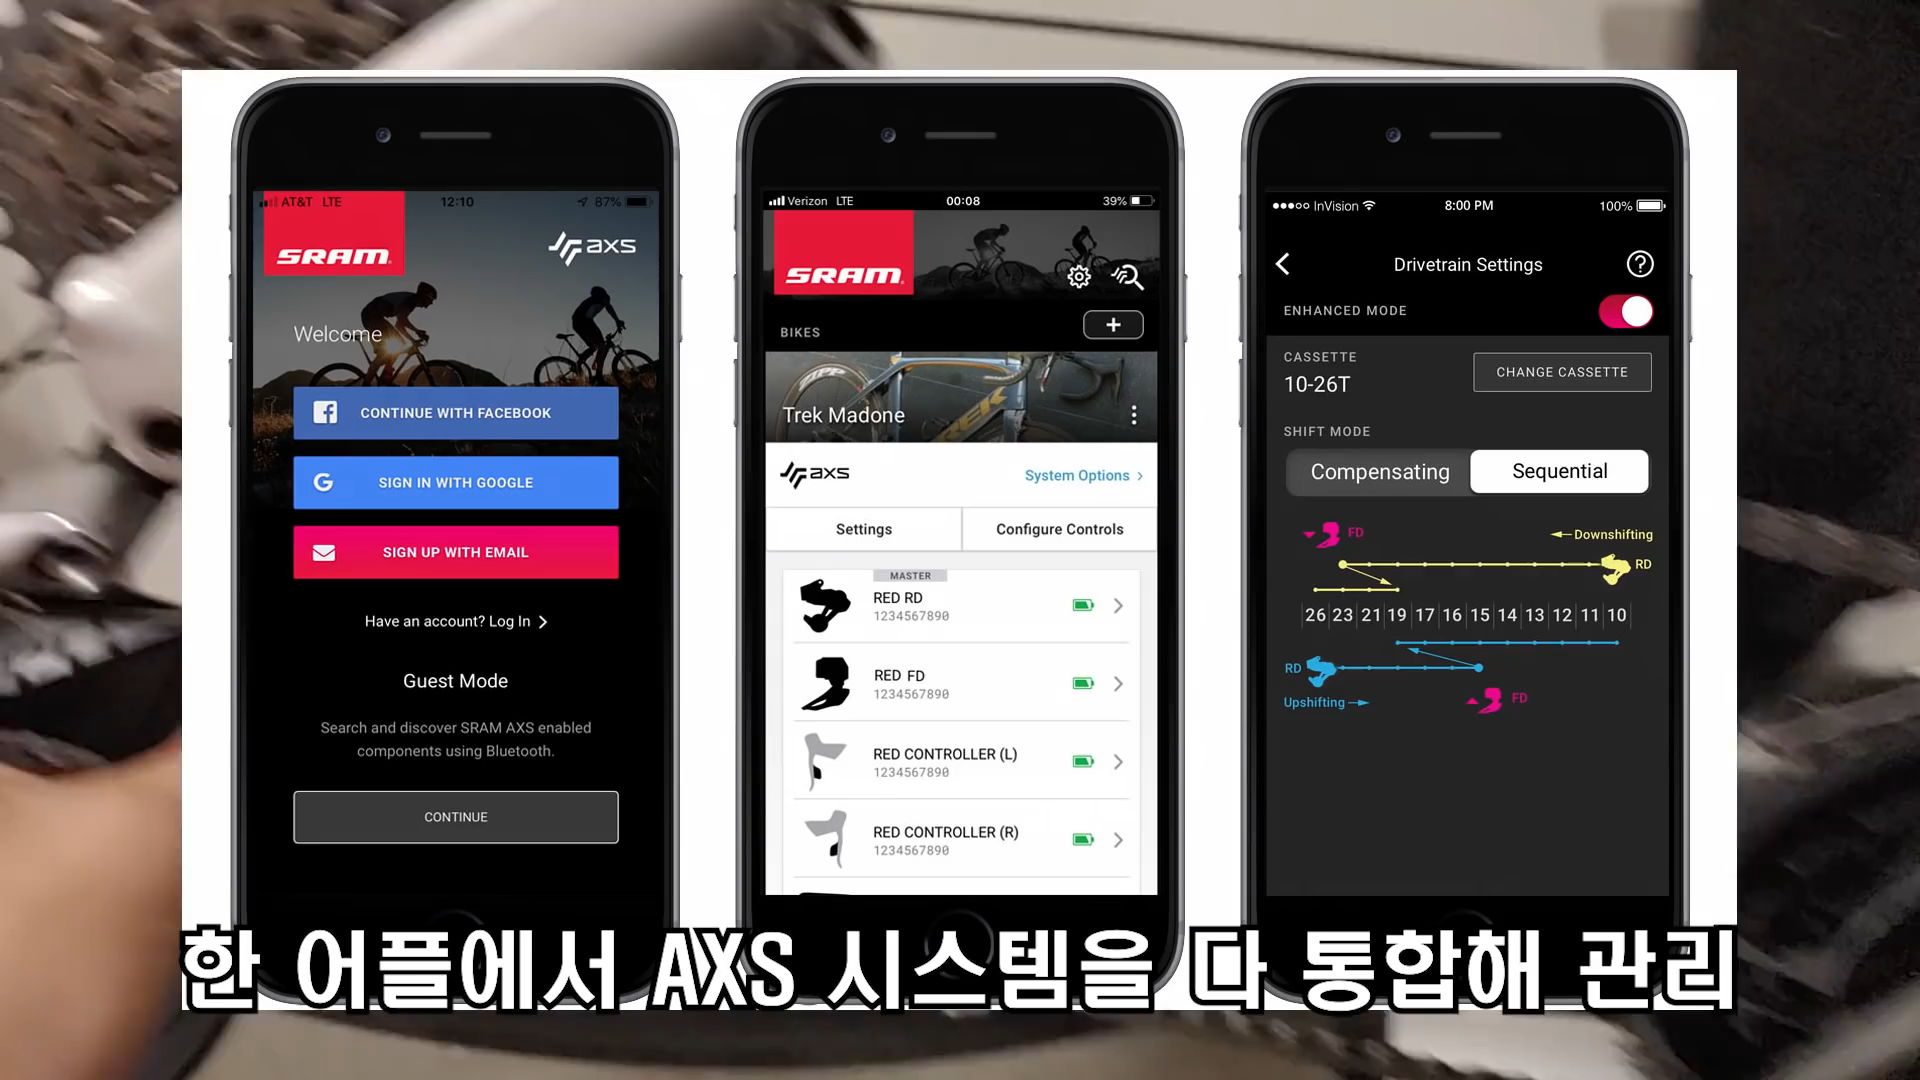 AT&T LTE 12:10 87%
SRAM
AXS
Welcome
CONTINUE WITH FACEBOOK
G SIGN IN WITH GOOGLE
SIGN UP WITH EMAIL
Have an account? Log In
Guest Mode
Search and discover SRAM AXS enabled
components using Bluetooth.
CONTINUE
Verizon LTE 00:08 39%
SRAM
BIKES +
ZIPP
TREK
Trek Madone
AXS System Options >
Settings Configure Controls
MASTER
RED RD
1234567890
RED FD
1234567890
RED CONTROLLER (L)
1234567890
RED CONTROLLER (R)
1234567890
InVision 8:00 PM 100%
Drivetrain Settings ?
ENHANCED MODE
CASSETTE
10-26T CHANGE CASSETTE
SHIFT MODE
Compensating Sequential
FD Downshifting
RD
26 23 21 19 17 16 15 14 13 12 11 10
RD
Upshifting FD
한 어플에서 AXS 시스템을 다 통합해 관리